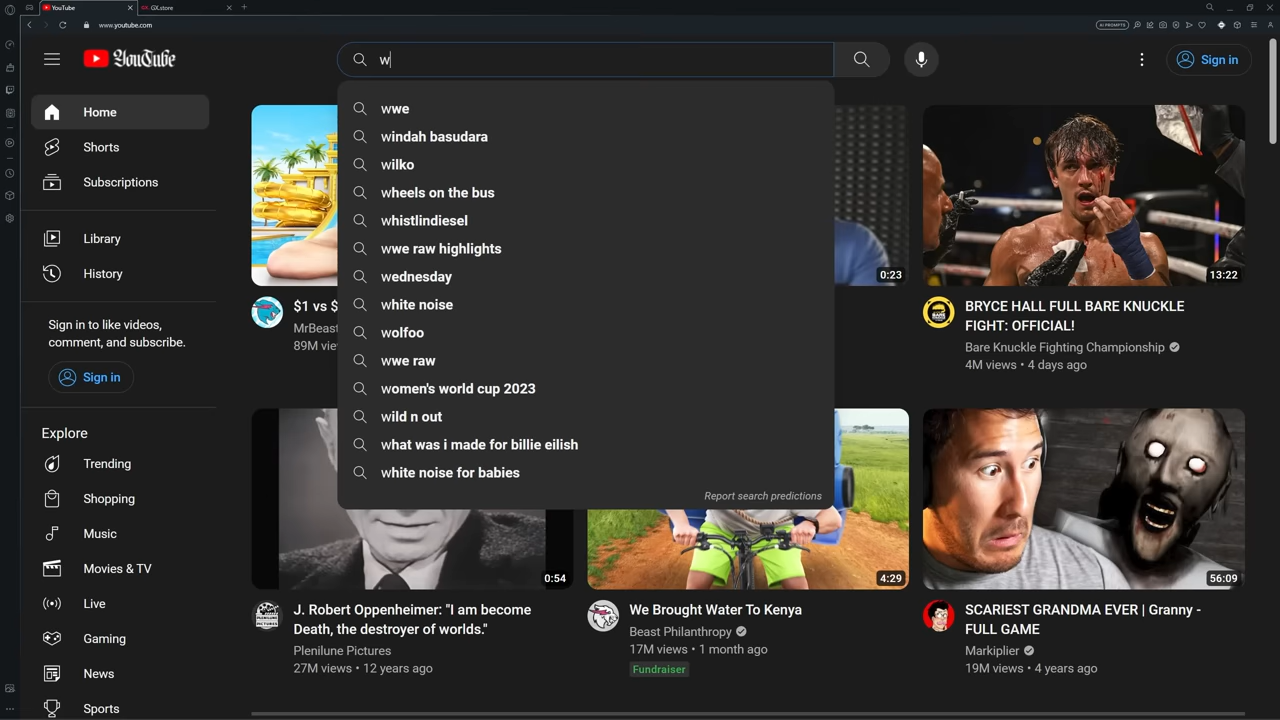 YouTube
GX.store
www.youtube.com
AI PROMPTS
YouTube
w
Sign in
wwe
windah basudara
wilko
wheels on the bus
whistlindiesel
wwe raw highlights
wednesday
white noise
wolfoo
wwe raw
women's world cup 2023
wild n out
what was i made for billie eilish
white noise for babies
Report search predictions
Home
Shorts
Subscriptions
Library
History
Sign in to like videos,
comment, and subscribe.
Sign in
Explore
Trending
Shopping
Music
Movies & TV
Live
Gaming
News
Sports
$1 vs $
MrBeast
89M vie
0:23
13:22
BRYCE HALL FULL BARE KNUCKLE
FIGHT: OFFICIAL!
Bare Knuckle Fighting Championship
4M views • 4 days ago
0:54
J. Robert Oppenheimer: "I am become
Death, the destroyer of worlds."
Plenilune Pictures
27M views • 12 years ago
4:29
We Brought Water To Kenya
Beast Philanthropy
17M views • 1 month ago
Fundraiser
56:09
SCARIEST GRANDMA EVER | Granny -
FULL GAME
Markiplier
19M views • 4 years ago